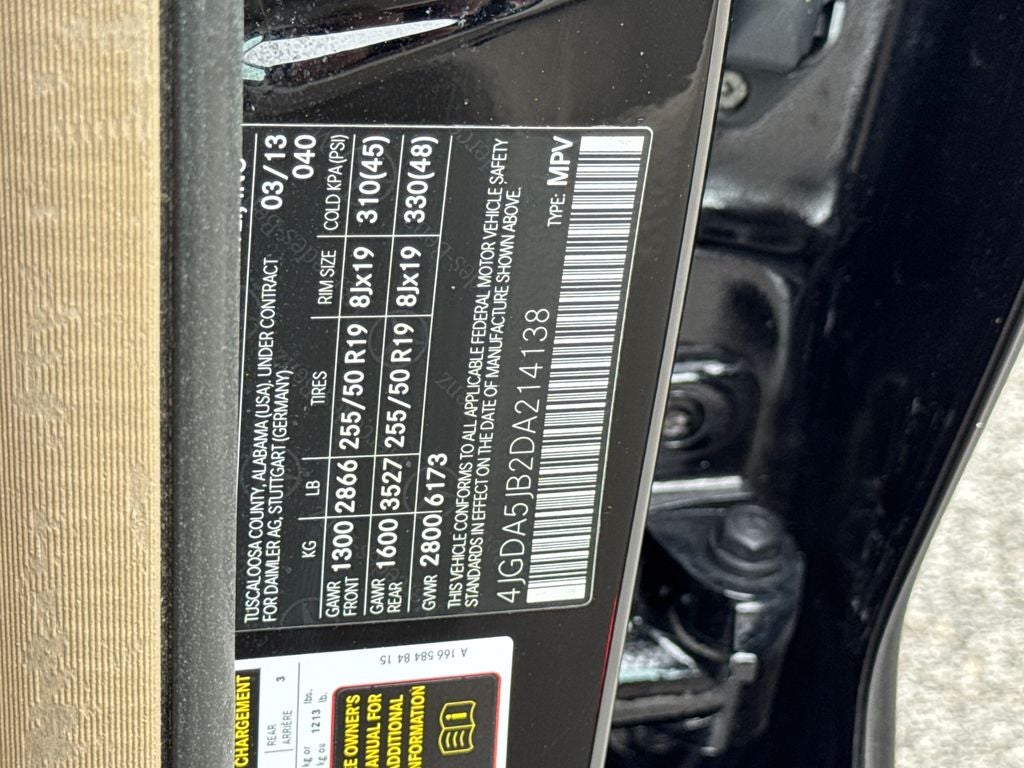 TUSCALOOSA COUNTY, ALABAMA (USA), UNDER CONTRACT
FOR DAIMLER AG, STUTTGART (GERMANY) 03/13
040
KG LB TIRES RIM SIZE COLD KPA (PSI)
GAWR FRONT 1300 2866 255/50 R19 8Jx19 310(45)
GAWR REAR 1600 3527 255/50 R19 8Jx19 330(48)
GVWR 2800 6173
THIS VEHICLE CONFORMS TO ALL APPLICABLE FEDERAL MOTOR VEHICLE SAFETY
STANDARDS IN EFFECT ON THE DATE OF MANUFACTURE SHOWN ABOVE.
4JGDA5JB2DA214138 TYPE: MPV
CHARGEMENT
REAR 3
ARRIÈRE
kg or 1213 lbs.
kg ou lb.
A 166 584 84 15
OWNER'S
MANUAL FOR
ADDITIONAL
INFORMATION